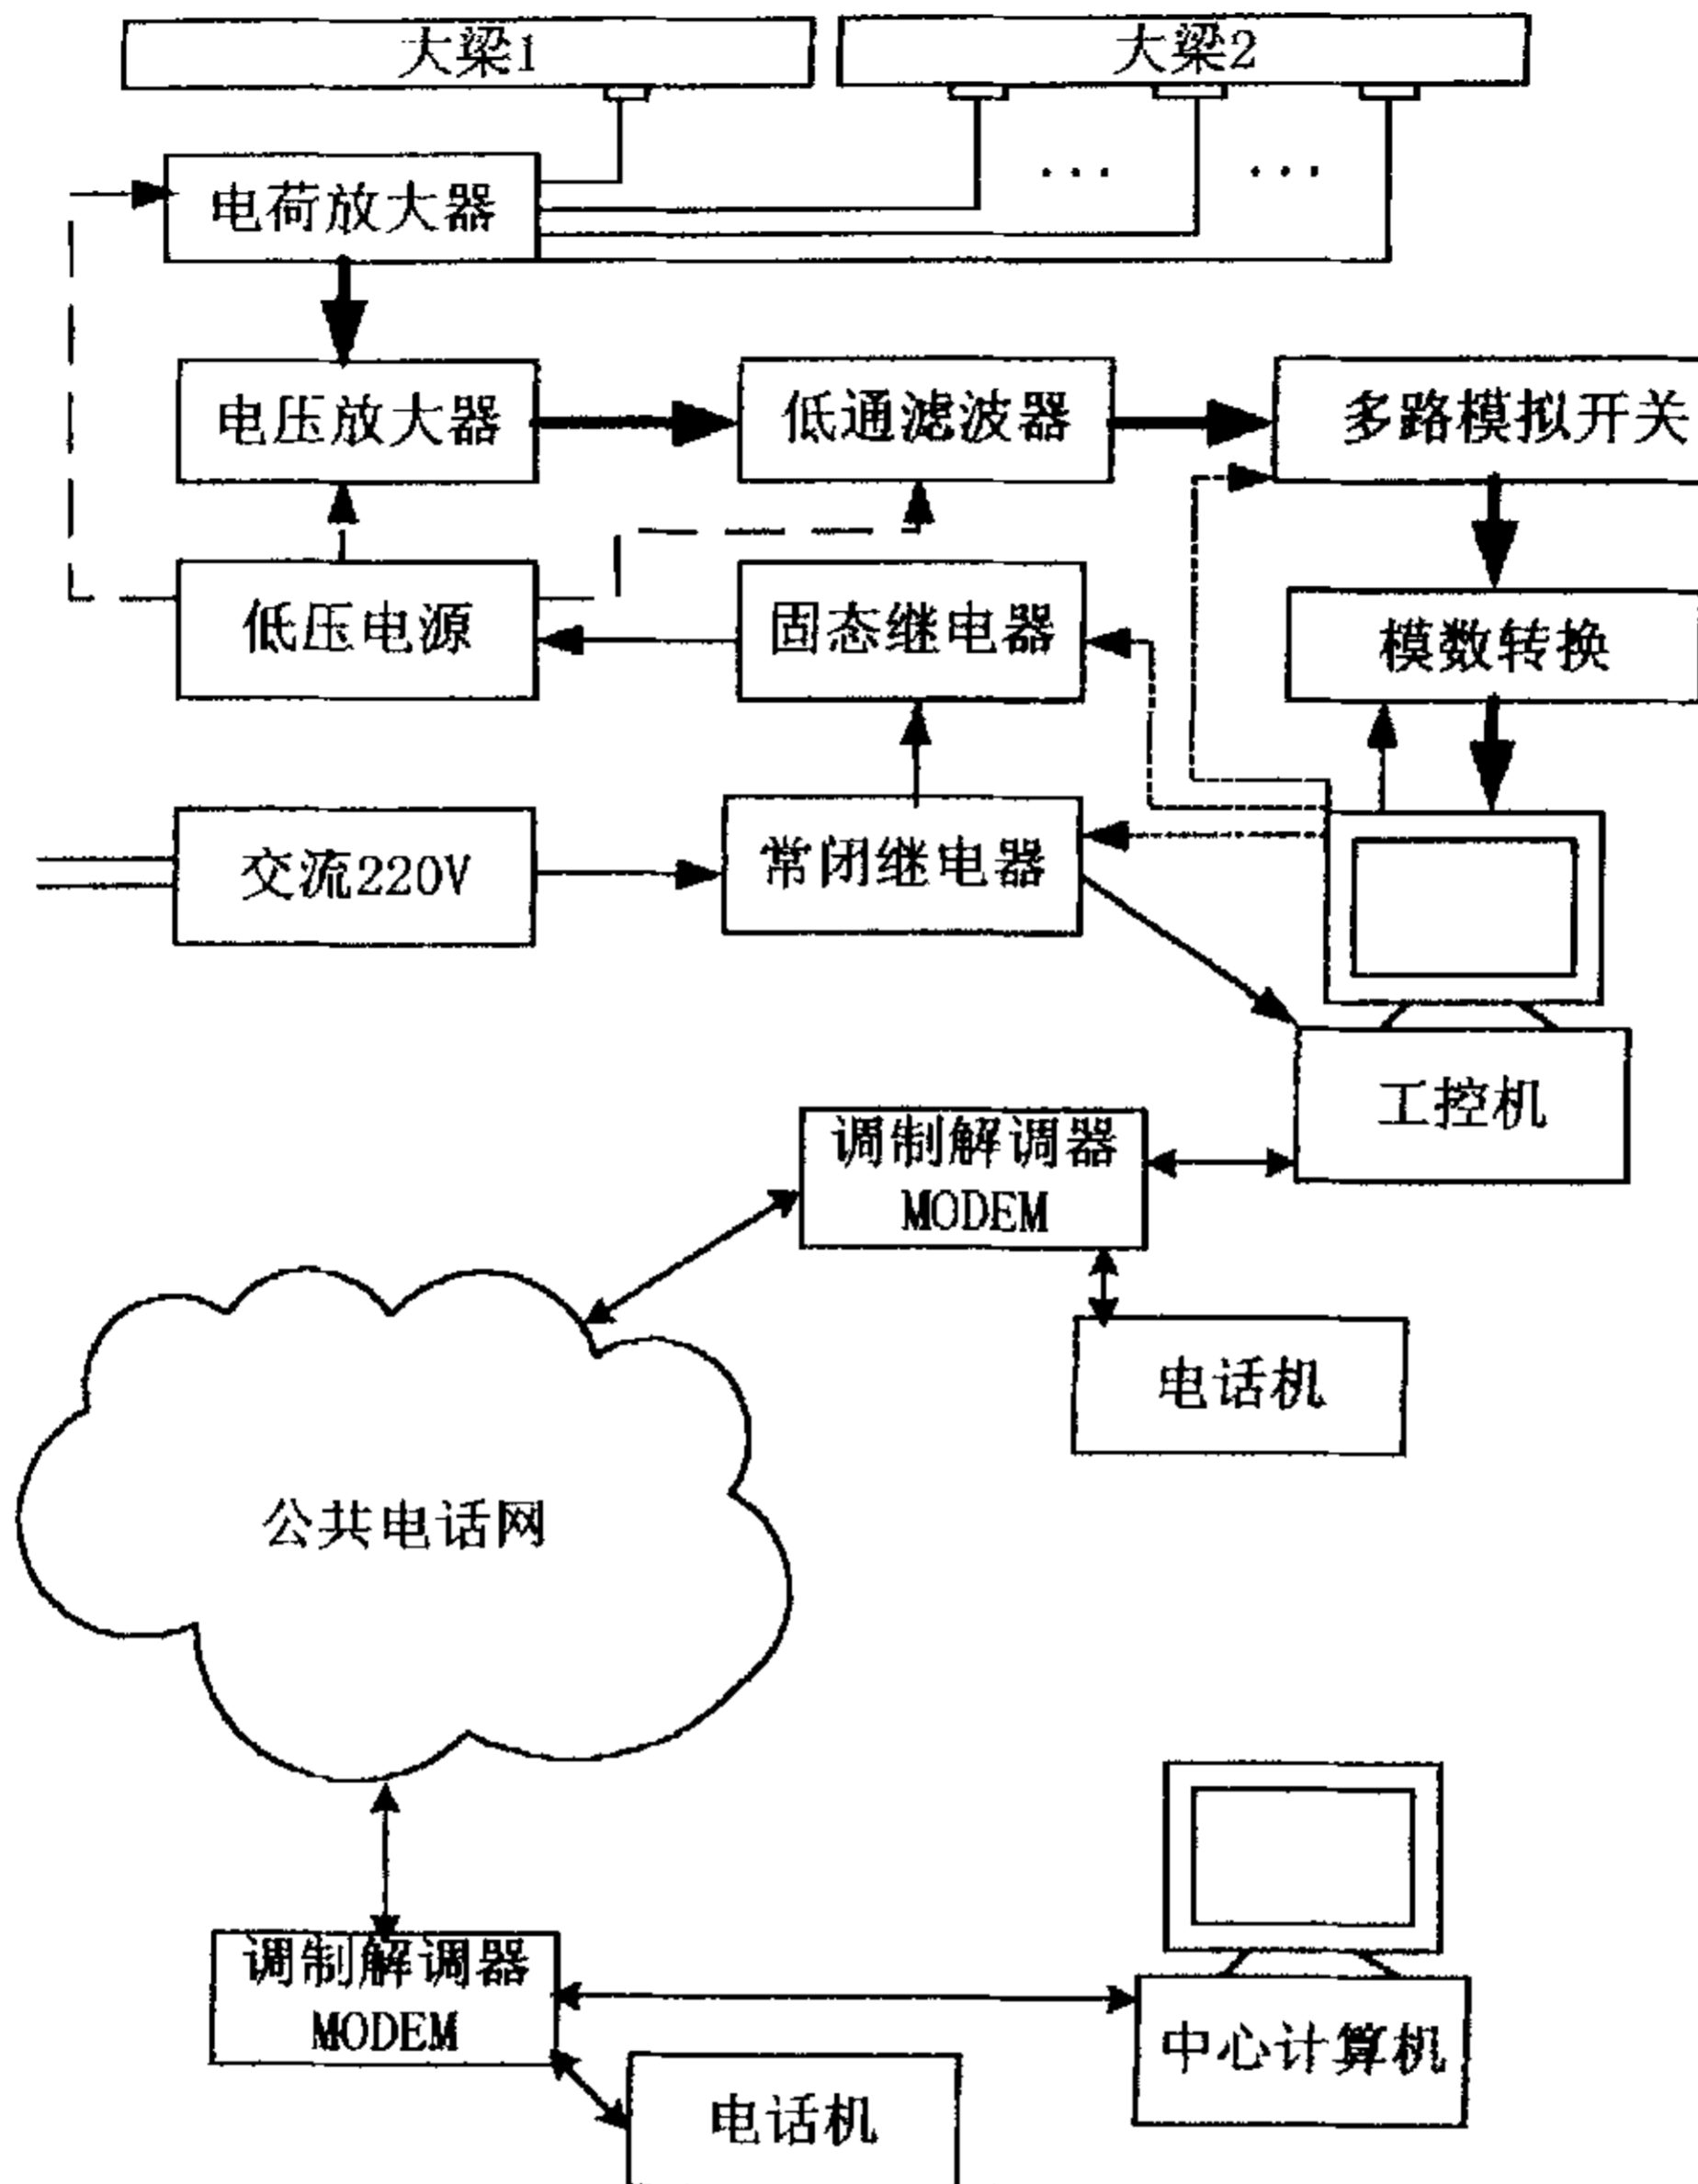 大梁1
大梁2
电荷放大器
电压放大器
低通滤波器
多路模拟开关
低压电源
固态继电器
模数转换
交流220V
常闭继电器
工控机
调制解调器
MODEM
电话机
公共电话网
调制解调器
MODEM
中心计算机
电话机